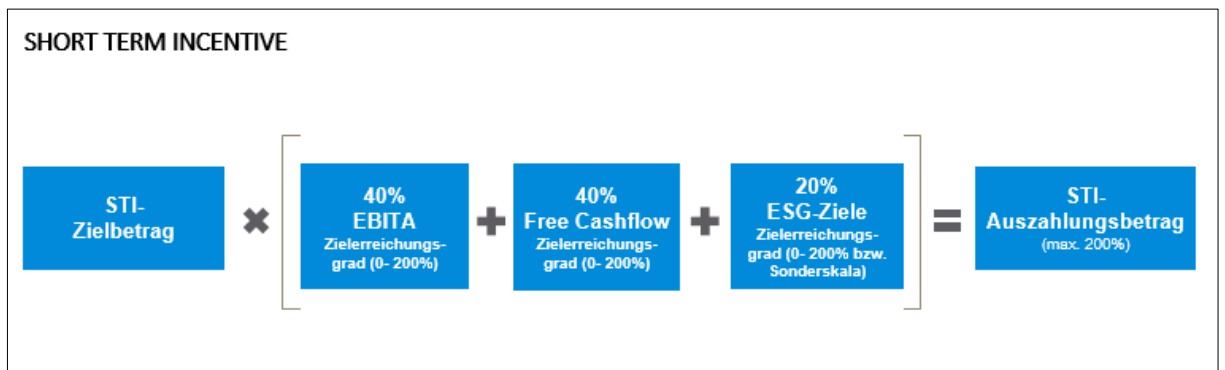 SHORT TERM INCENTIVE
STI-
Zielbetrag
40%
EBITA
Zielerreichungs-
grad (0- 200%)
40%
Free Cashflow
Zielerreichungs-
grad (0- 200%)
20%
ESG-Ziele
Zielerreichungs-
grad (0- 200% bzw.
Sonderskala)
STI-
Auszahlungsbetrag
(max. 200%)